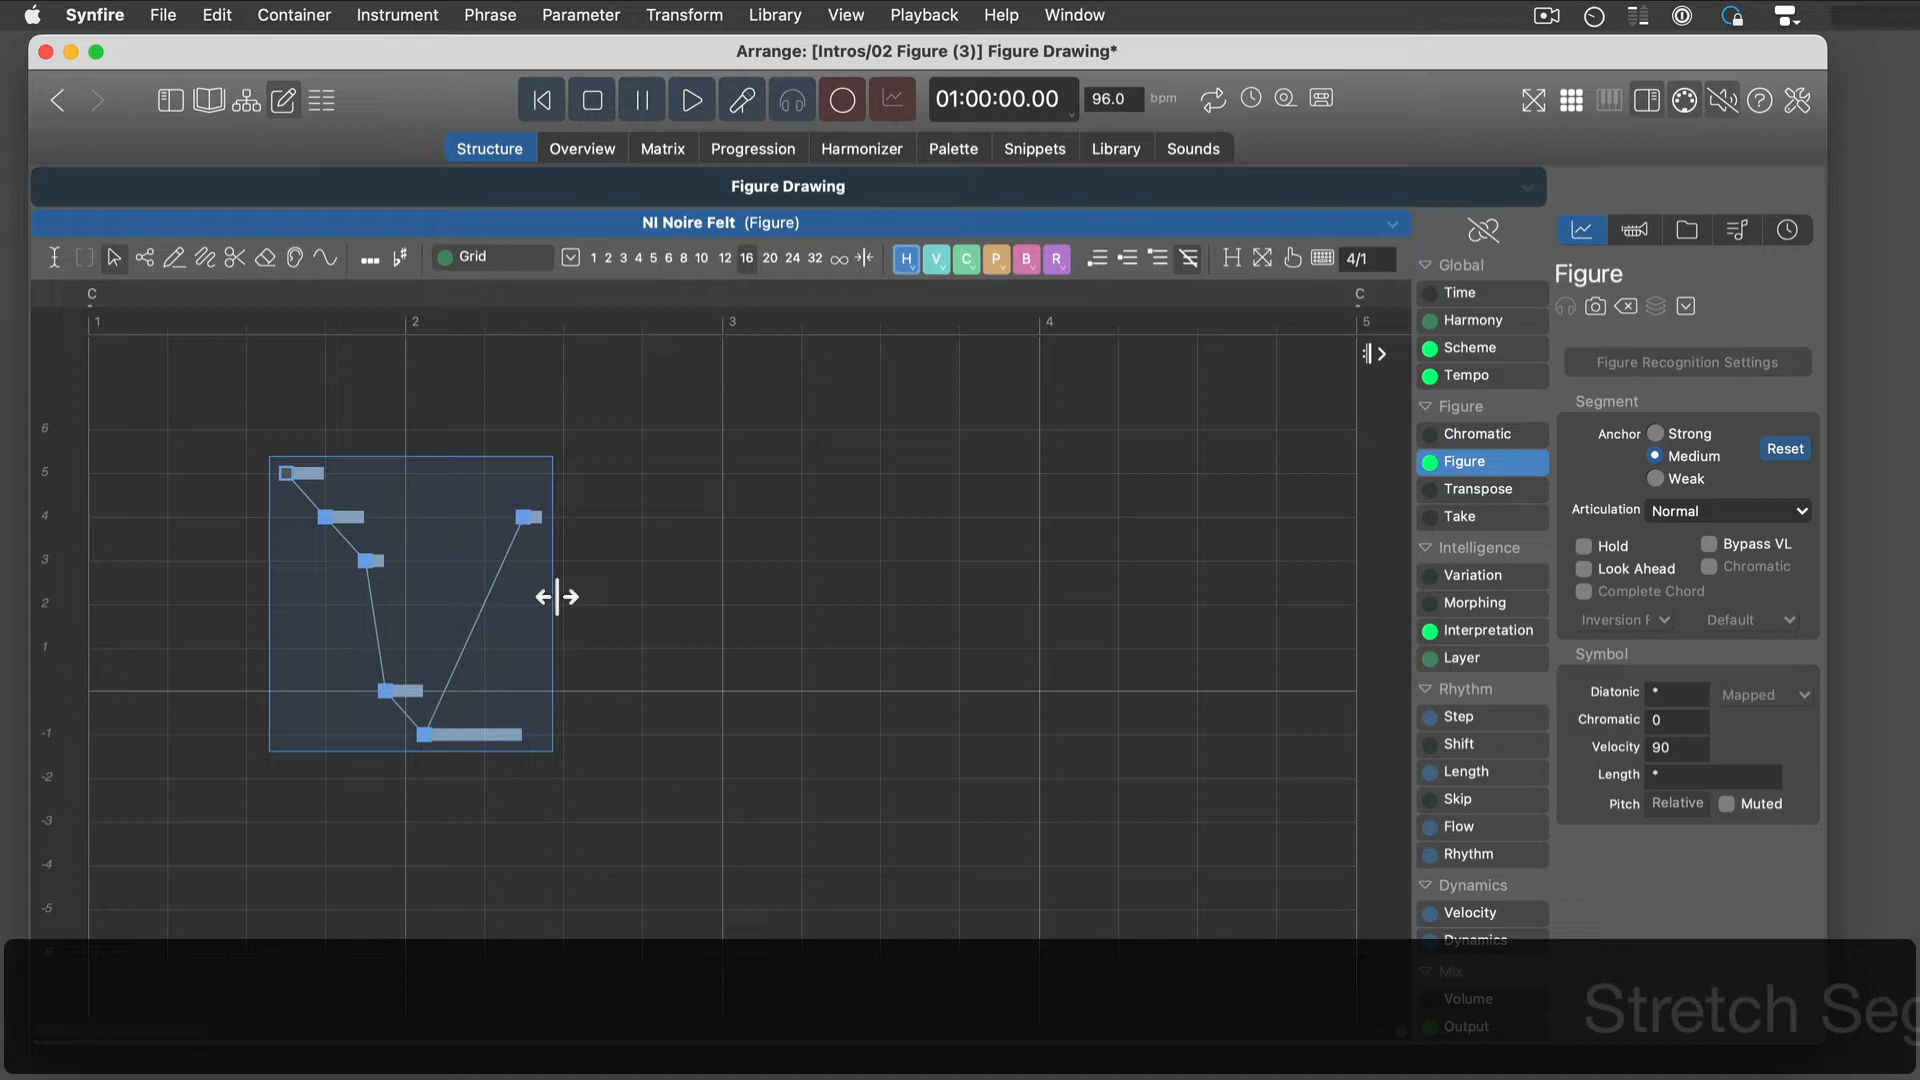 Synfire File Edit Container Instrument Phrase Parameter Transform Library View Playback Help Window
Arrange: [Intros/02 Figure (3)] Figure Drawing*
01:00:00.00 96.0 bpm
Structure Overview Matrix Progression Harmonizer Palette Snippets Library Sounds
Figure Drawing
NI Noire Felt (Figure)
Grid 1 2 3 4 5 6 8 10 12 16 20 24 32 ∞ H V C P B R 4/1
C C
1 2 3 4 5
6
5
4
3
2
1
-1
-2
-3
-4
-5
Global
Time
Harmony
Scheme
Tempo
Figure
Chromatic
Figure
Transpose
Take
Intelligence
Variation
Morphing
Interpretation
Layer
Rhythm
Step
Shift
Length
Skip
Flow
Rhythm
Dynamics
Velocity
Dynamics
Mix
Volume
Output
Figure
Figure Recognition Settings
Segment
Anchor Strong
Medium Reset
Weak
Articulation Normal
Hold Bypass VL
Look Ahead Chromatic
Complete Chord
Inversion Default
Symbol
Diatonic * Mapped
Chromatic 0
Velocity 90
Length *
Pitch Relative Muted
Stretch Seg